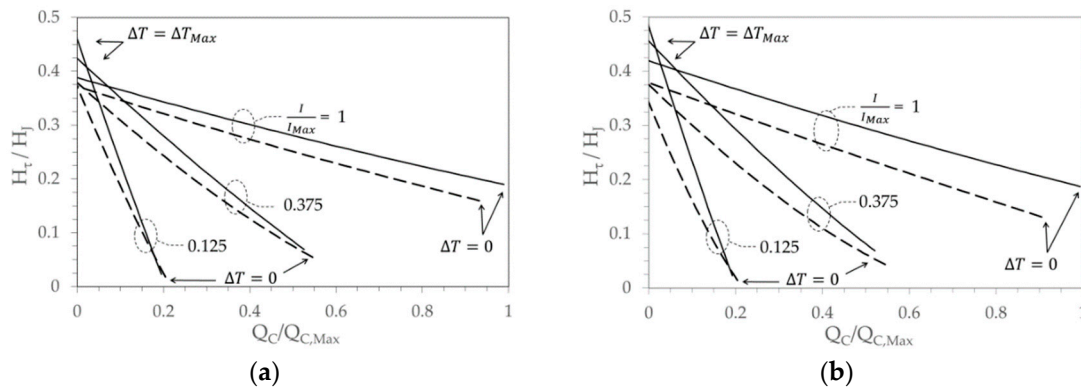 0.5
0.4
0.3
0.2
0.1
0
H_τ / H_J
ΔT = ΔT_Max
I/I_Max = 1
0.375
0.125
ΔT = 0
ΔT = 0
0
0.2
0.4
0.6
0.8
1
Q_C/Q_C,Max
(a)
0.5
0.4
0.3
0.2
0.1
0
H_τ / H_J
ΔT = ΔT_Max
I/I_Max = 1
0.375
0.125
ΔT = 0
ΔT = 0
0
0.2
0.4
0.6
0.8
1
Q_C/Q_C,Max
(b)